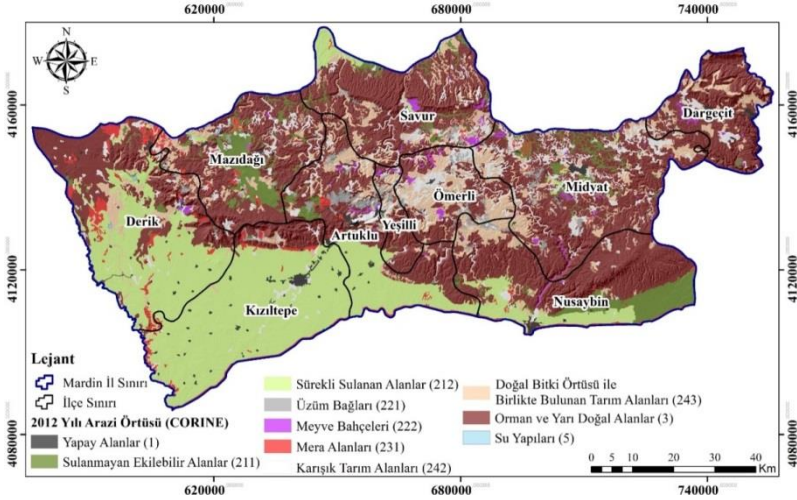 620000 680000 740000
N
W E
S
4160000 4160000
Savur
Dargeçit
Mazıdağı
Midyat
Ömerli
Derik
Yeşilli
Artuklu
4120000 4120000
Nusaybin
Kızıltepe
Lejant
Mardin İl Sınırı
İlçe Sınırı
2012 Yılı Arazi Örtüsü (CORINE)
Yapay Alanlar (1)
Sulanmayan Ekilebilir Alanlar (211)
Sürekli Sulanan Alanlar (212)
Üzüm Bağları (221)
Meyve Bahçeleri (222)
Mera Alanları (231)
Karışık Tarım Alanları (242)
Doğal Bitki Örtüsü ile
Birlikte Bulunan Tarım Alanları (243)
Orman ve Yarı Doğal Alanlar (3)
Su Yapıları (5)
4080000 4080000
0 5 10 20 30 40
Km
620000 680000 740000